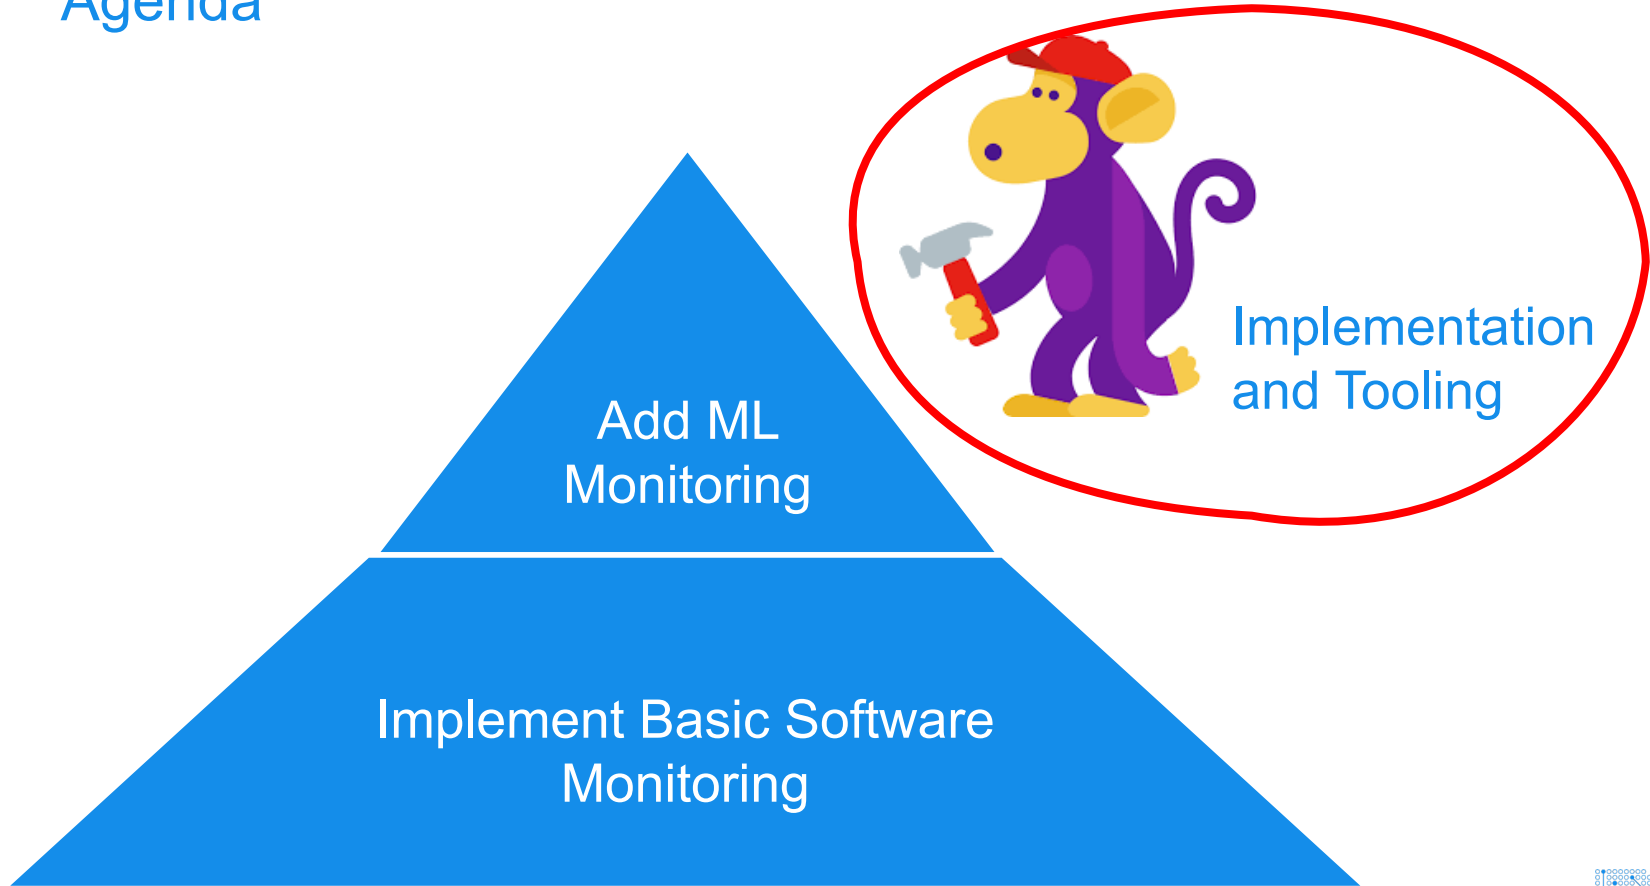 Agenda
Implementation
and Tooling
Add ML
Monitoring
Implement Basic Software
Monitoring